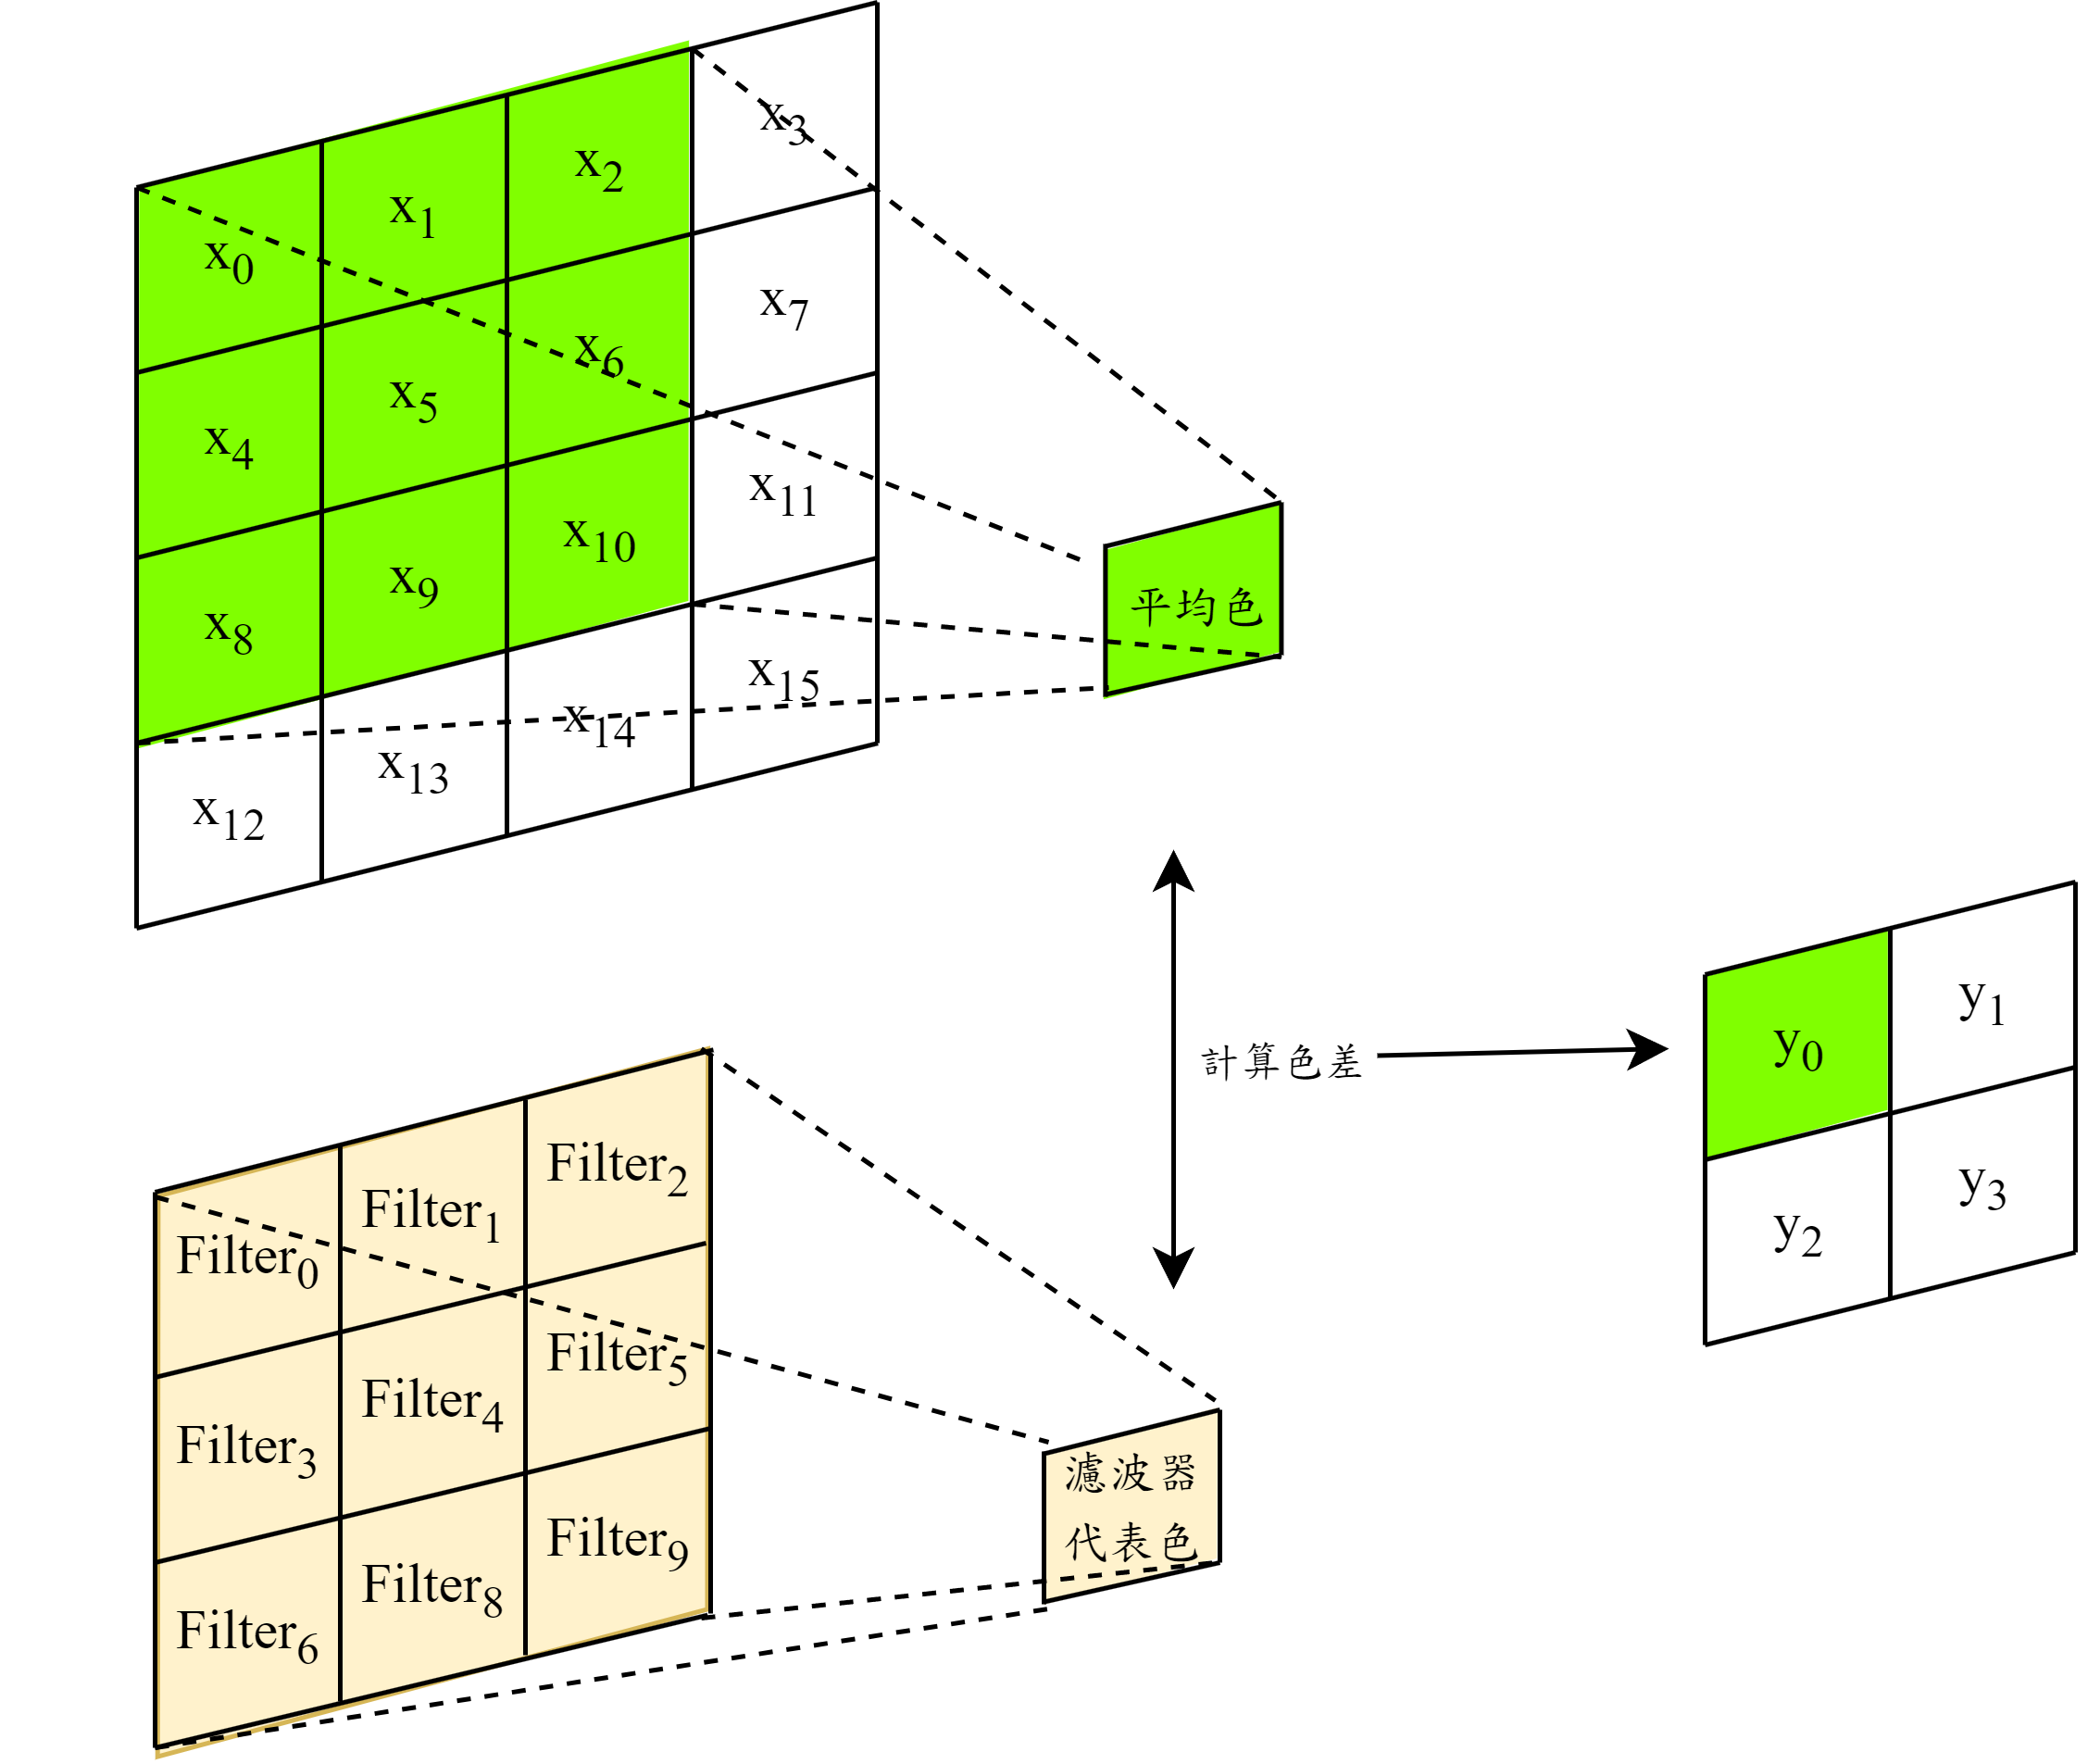 x0 x1 x2 x3
x4 x5 x6 x7
x8 x9 x10 x11
x12 x13 x14 x15
平均色
計算色差
y0 y1
y2 y3
Filter0 Filter1 Filter2
Filter3 Filter4 Filter5
Filter6 Filter8 Filter9
濾波器
代表色